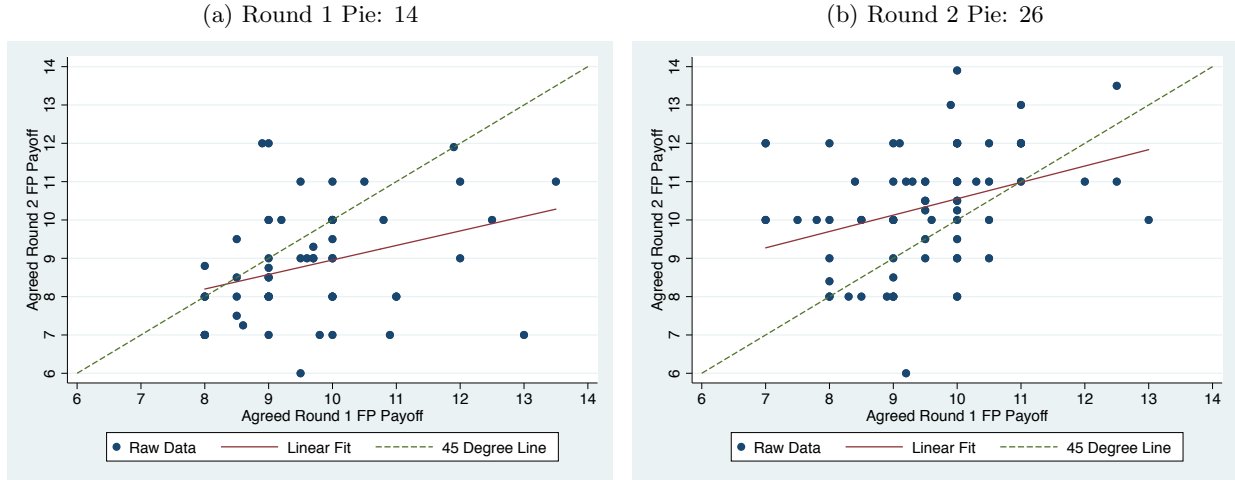 (a) Round 1 Pie: 14
Agreed Round 2 FP Payoff
14
13
12
11
10
9
8
7
6
6 7 8 9 10 11 12 13 14
Agreed Round 1 FP Payoff
Raw Data Linear Fit 45 Degree Line
(b) Round 2 Pie: 26
Agreed Round 2 FP Payoff
14
13
12
11
10
9
8
7
6
6 7 8 9 10 11 12 13 14
Agreed Round 1 FP Payoff
Raw Data Linear Fit 45 Degree Line